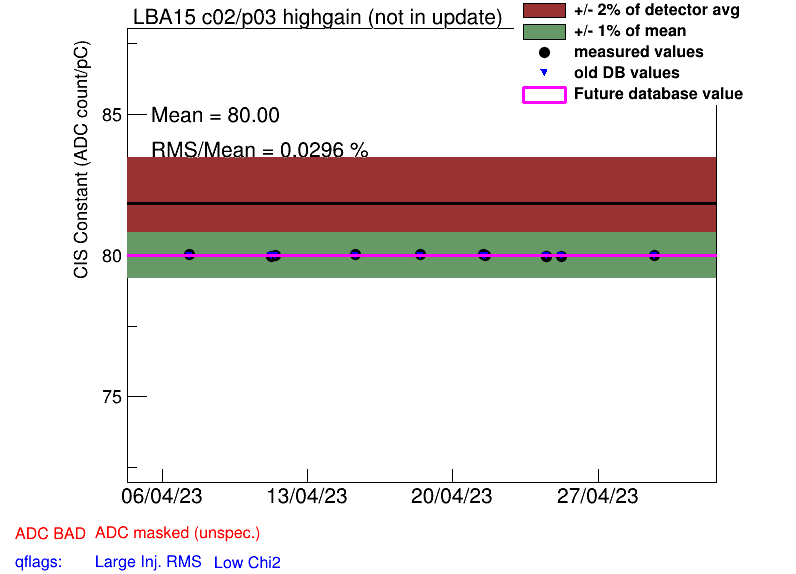 LBA15 c02/p03 highgain (not in update)
+/- 2% of detector avg
+/- 1% of mean
measured values
old DB values
Future database value
CIS Constant (ADC count/pC)
85
80
75
Mean = 80.00
RMS/Mean = 0.0296 %
06/04/23 13/04/23 20/04/23 27/04/23
ADC BAD ADC masked (unspec.)
qflags: Large Inj. RMS Low Chi2